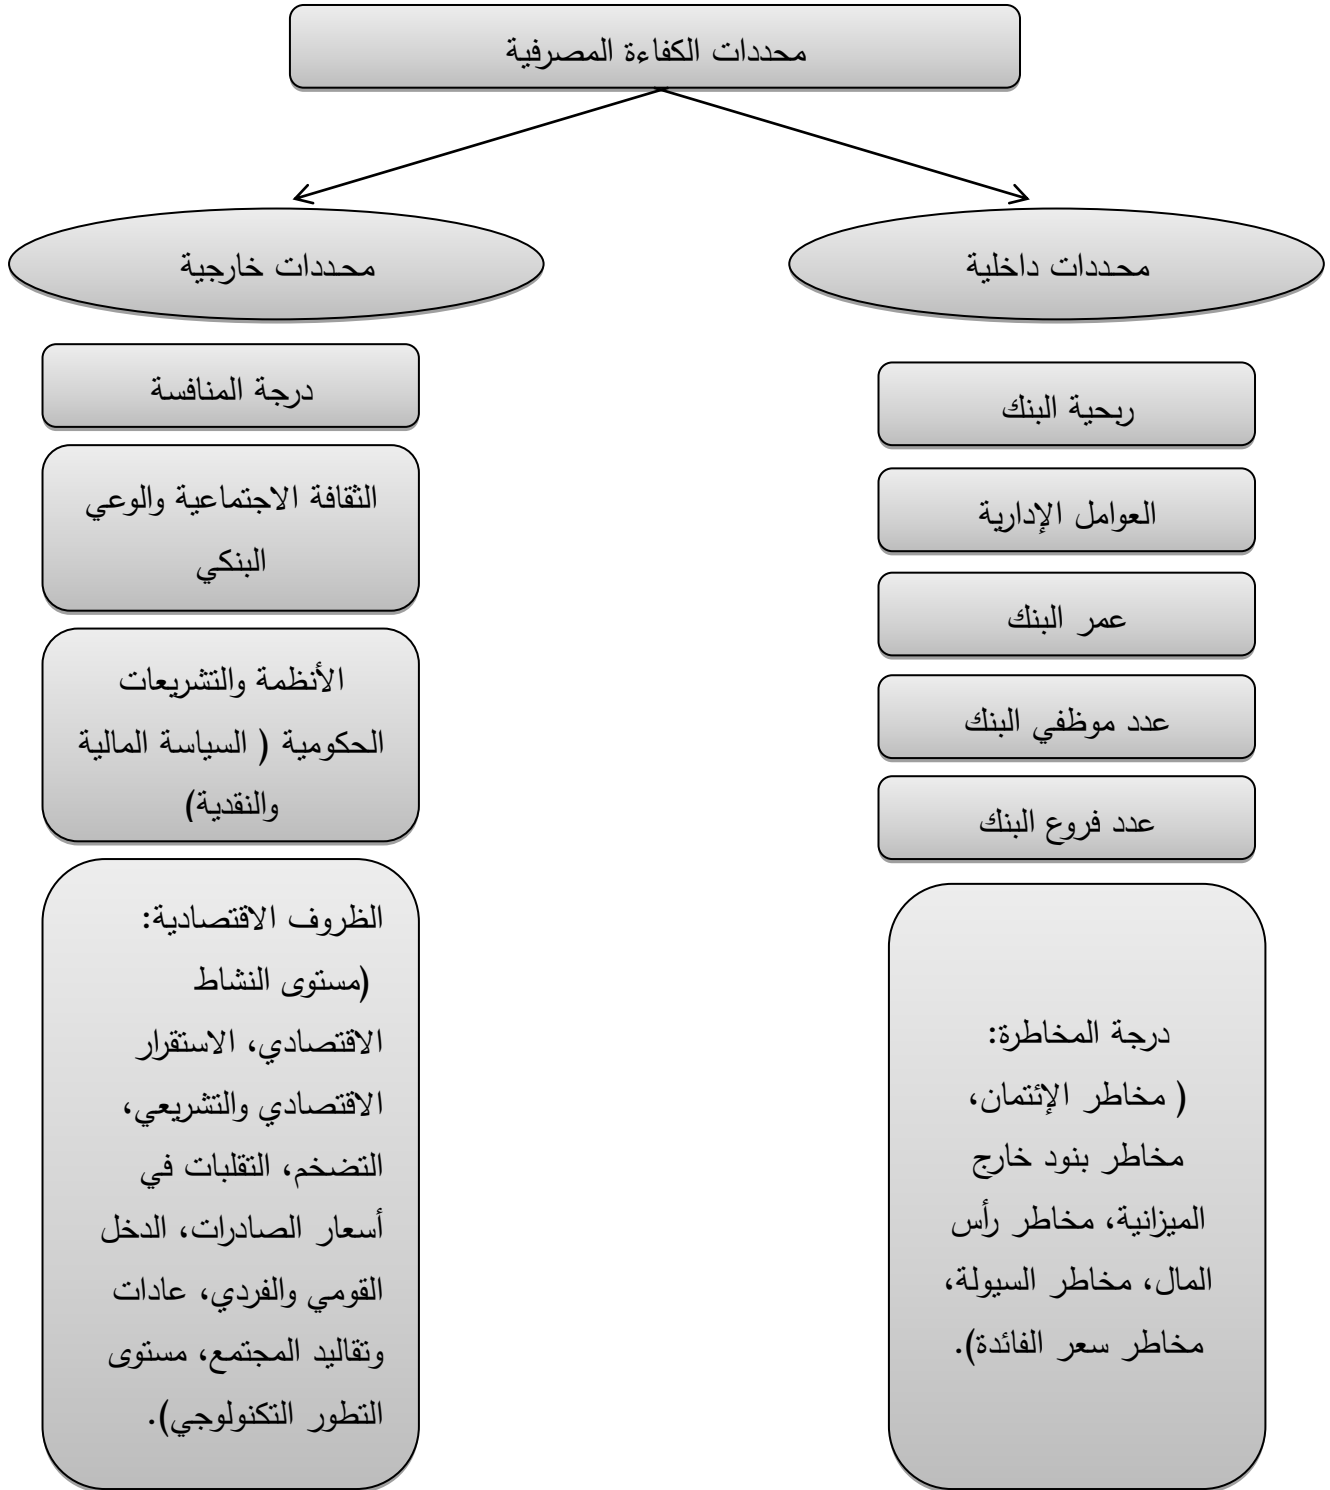 محددات الكفاءة المصرفية
محددات داخلية
ربحية البنك
العوامل الإدارية
عمر البنك
عدد موظفي البنك
عدد فروع البنك
درجة المخاطرة:
( مخاطر الإئتمان،
مخاطر بنود خارج
الميزانية، مخاطر رأس
المال، مخاطر السيولة،
مخاطر سعر الفائدة).
محددات خارجية
درجة المنافسة
الثقافة الاجتماعية والوعي
البنكي
الأنظمة والتشريعات
الحكومية ( السياسة المالية
والنقدية)
الظروف الاقتصادية:
(مستوى النشاط
الاقتصادي، الاستقرار
الاقتصادي والتشريعي،
التضخم، التقلبات في
أسعار الصادرات، الدخل
القومي والفردي، عادات
وتقاليد المجتمع، مستوى
التطور التكنولوجي).